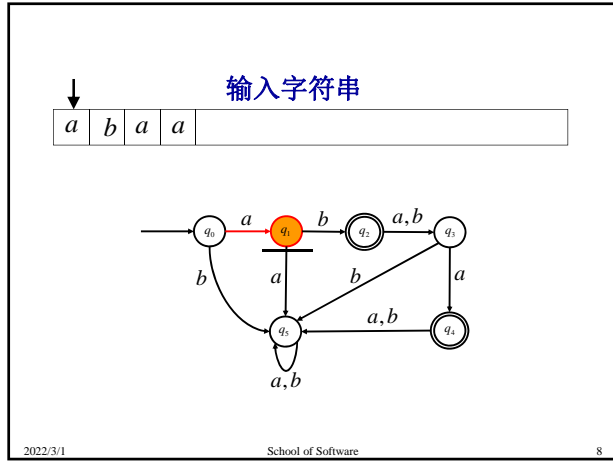 输入字符串
a b a a
a b a,b
q₀ q₁ q₂ q₃
b a b a
a,b
q₅ q₄
a,b
2022/3/1 School of Software 8